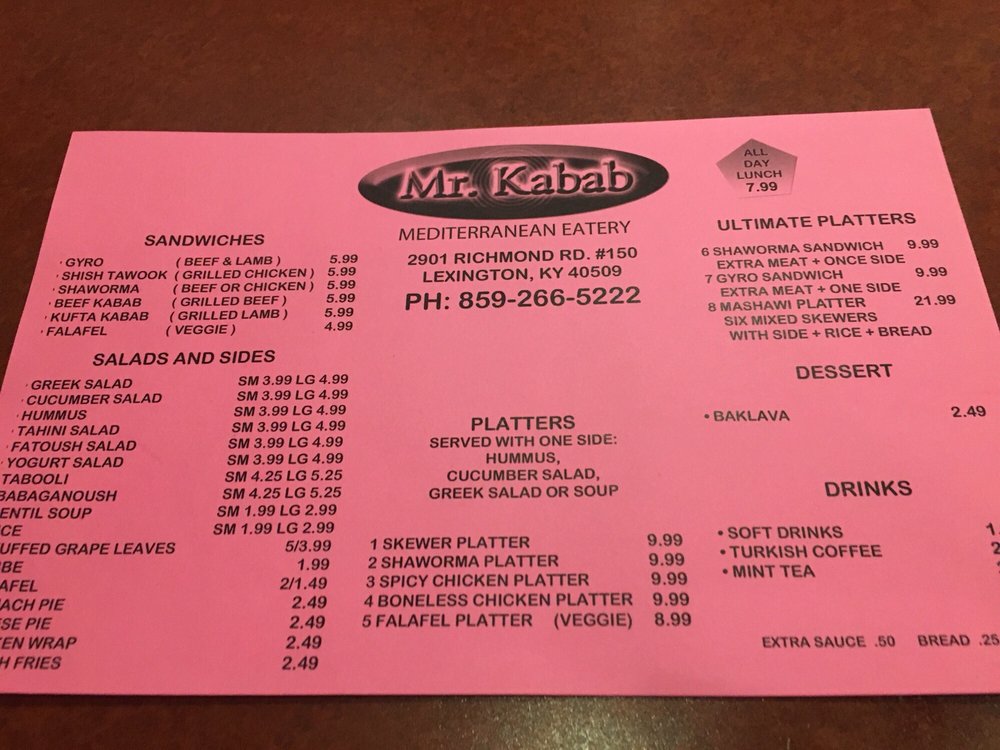 Mr. Kabab
MEDITERRANEAN EATERY
2901 RICHMOND RD. #150
LEXINGTON, KY 40509
PH: 859-266-5222
ALL
DAY
LUNCH
7.99
SANDWICHES
GYRO ( BEEF & LAMB ) 5.99
SHISH TAWOOK ( GRILLED CHICKEN ) 5.99
SHAWORMA ( BEEF OR CHICKEN ) 5.99
BEEF KABAB ( GRILLED BEEF ) 5.99
KUFTA KABAB ( GRILLED LAMB ) 5.99
FALAFEL ( VEGGIE ) 4.99
SALADS AND SIDES
GREEK SALAD SM 3.99 LG 4.99
CUCUMBER SALAD SM 3.99 LG 4.99
HUMMUS SM 3.99 LG 4.99
TAHINI SALAD SM 3.99 LG 4.99
FATOUSH SALAD SM 3.99 LG 4.99
YOGURT SALAD SM 3.99 LG 4.99
TABOOLI SM 4.25 LG 5.25
BABAGANOUSH SM 4.25 LG 5.25
ENTIL SOUP SM 1.99 LG 2.99
CE SM 1.99 LG 2.99
UFFED GRAPE LEAVES 5/3.99
BE 1.99
AFEL 2/1.49
ACH PIE 2.49
SE PIE 2.49
EN WRAP 2.49
H FRIES 2.49
PLATTERS
SERVED WITH ONE SIDE:
HUMMUS,
CUCUMBER SALAD,
GREEK SALAD OR SOUP
1 SKEWER PLATTER 9.99
2 SHAWORMA PLATTER 9.99
3 SPICY CHICKEN PLATTER 9.99
4 BONELESS CHICKEN PLATTER 9.99
5 FALAFEL PLATTER (VEGGIE) 8.99
ULTIMATE PLATTERS
6 SHAWORMA SANDWICH 9.99
EXTRA MEAT + ONCE SIDE
7 GYRO SANDWICH 9.99
EXTRA MEAT + ONE SIDE
8 MASHAWI PLATTER 21.99
SIX MIXED SKEWERS
WITH SIDE + RICE + BREAD
DESSERT
• BAKLAVA 2.49
DRINKS
• SOFT DRINKS 1.
• TURKISH COFFEE 2
• MINT TEA
EXTRA SAUCE .50 BREAD .25